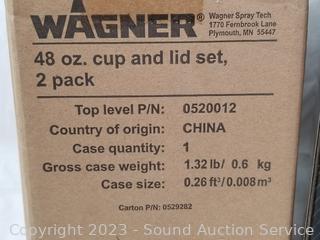 WAGNER®
Wagner Spray Tech
1770 Fernbrook Lane
Plymouth, MN 55447
48 oz. cup and lid set,
2 pack
Top level P/N: 0520012
Country of origin: CHINA
Case quantity: 1
Gross case weight: 1.32 lb/ 0.6 kg
Case size: 0.26 ft³/0.008m³
Carton P/N: 0529282
Copyright 2023 - Sound Auction Service